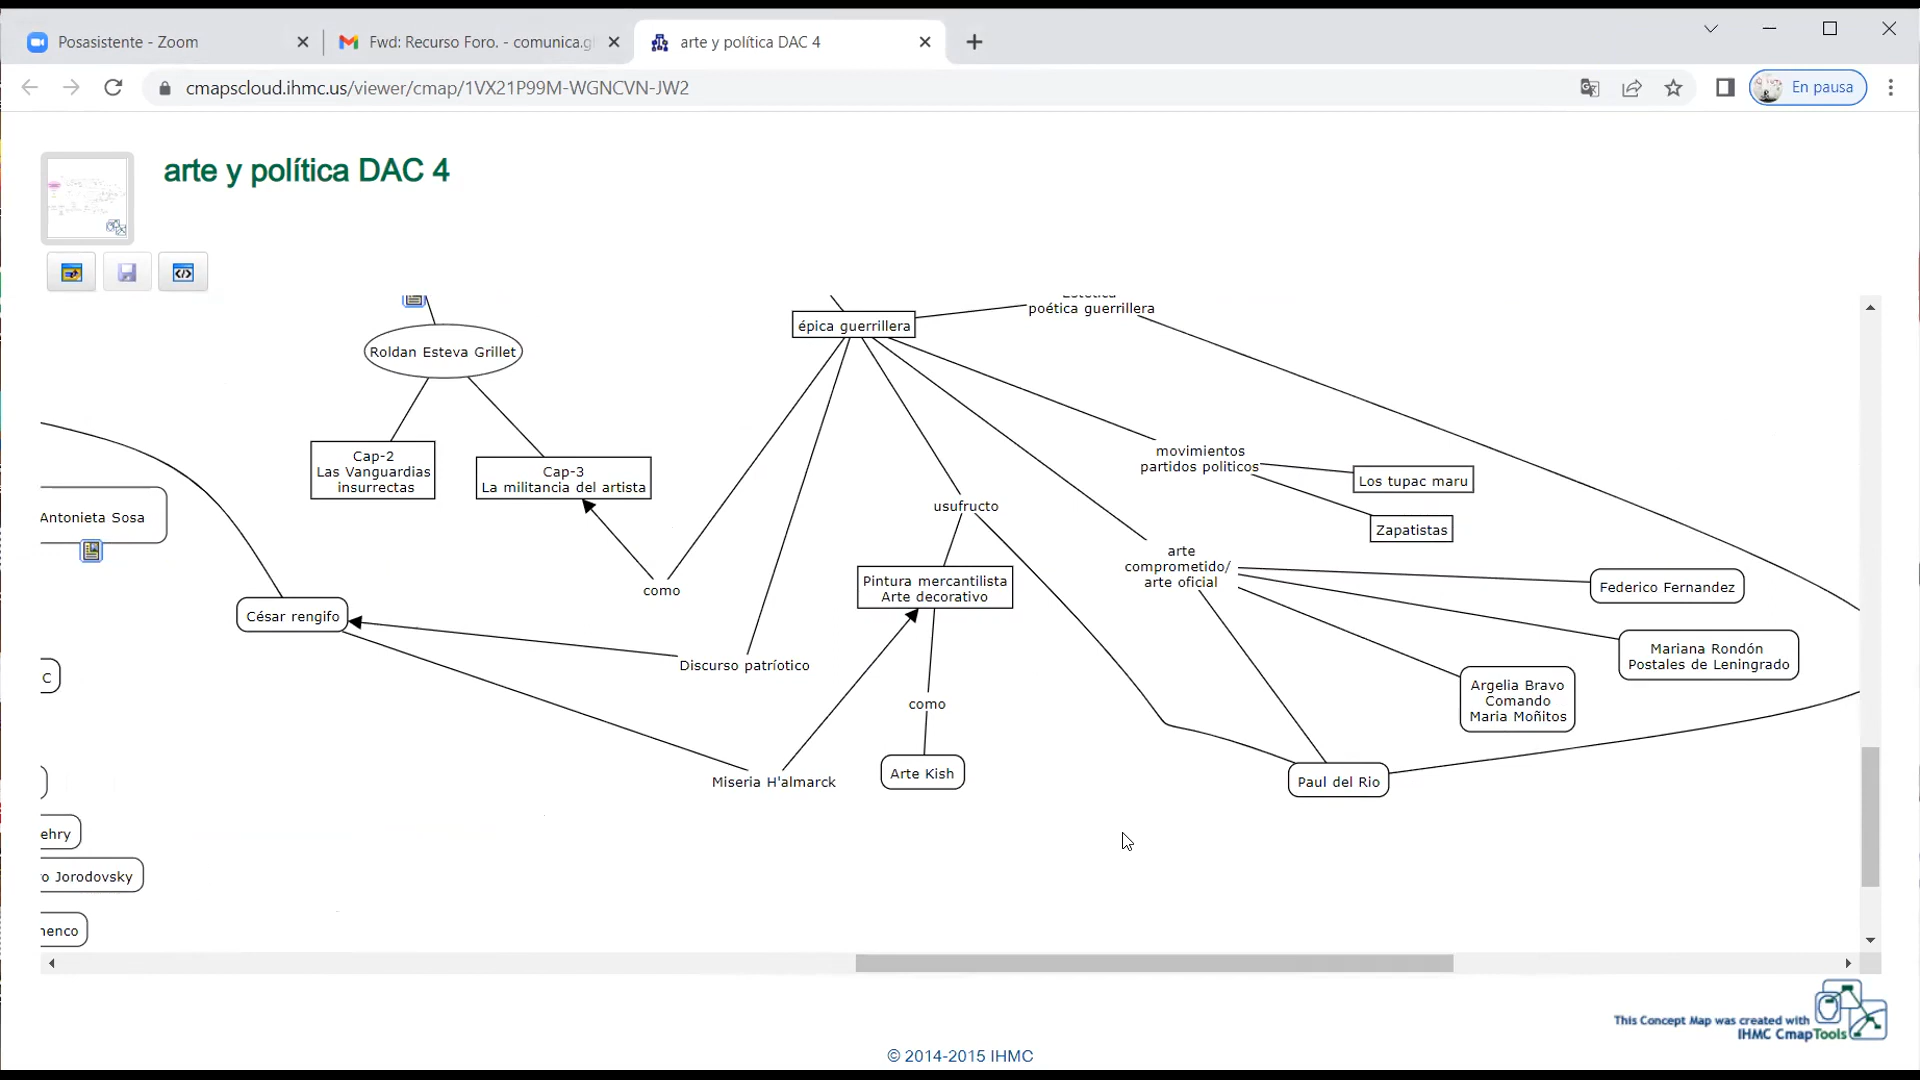 Posasistente - Zoom
Fwd: Recurso Foro. - comunica.g
arte y política DAC 4
cmapscloud.ihmc.us/viewer/cmap/1VX21P99M-WGNCVN-JW2
En pausa
arte y política DAC 4
poética guerrillera
épica guerrillera
Roldan Esteva Grillet
Cap-2
Las Vanguardias
insurrectas
Cap-3
La militancia del artista
movimientos
partidos politicos
Los tupac maru
Zapatistas
usufructo
Antonieta Sosa
arte
comprometido/
arte oficial
Pintura mercantilista
Arte decorativo
Federico Fernandez
como
César rengifo
Mariana Rondón
Postales de Leningrado
Discurso patríotico
C
Argelia Bravo
Comando
Maria Moñitos
como
Miseria H'almarck
Arte Kish
Paul del Rio
ehry
o Jorodovsky
enco
This Concept Map was created with
IHMC CmapTools
© 2014-2015 IHMC